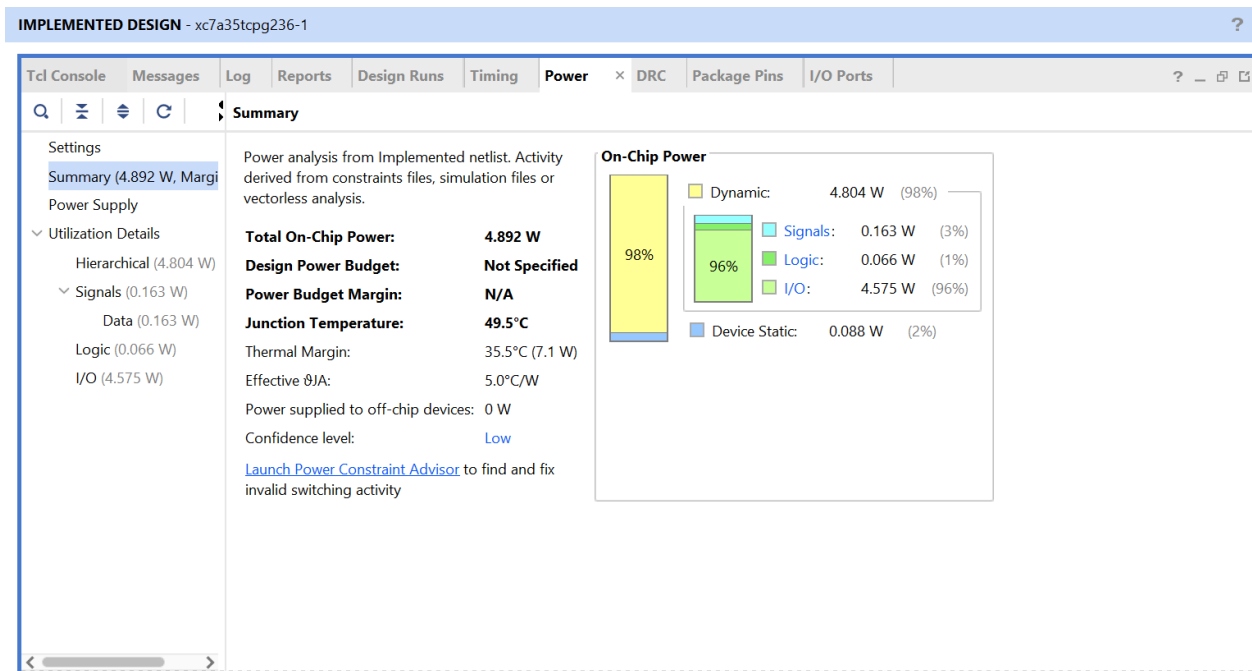 IMPLEMENTED DESIGN - xc7a35tcpg236-1 ?
Tcl Console Messages Log Reports Design Runs Timing Power × DRC Package Pins I/O Ports ?
Summary
Settings
Summary (4.892 W, Margi
Power Supply
Utilization Details
Hierarchical (4.804 W)
Signals (0.163 W)
Data (0.163 W)
Logic (0.066 W)
I/O (4.575 W)
Power analysis from Implemented netlist. Activity
derived from constraints files, simulation files or
vectorless analysis.
Total On-Chip Power: 4.892 W
Design Power Budget: Not Specified
Power Budget Margin: N/A
Junction Temperature: 49.5°C
Thermal Margin: 35.5°C (7.1 W)
Effective ϑJA: 5.0°C/W
Power supplied to off-chip devices: 0 W
Confidence level: Low
Launch Power Constraint Advisor to find and fix
invalid switching activity
On-Chip Power
Dynamic: 4.804 W (98%)
Signals: 0.163 W (3%)
98%
96%
Logic: 0.066 W (1%)
I/O: 4.575 W (96%)
Device Static: 0.088 W (2%)